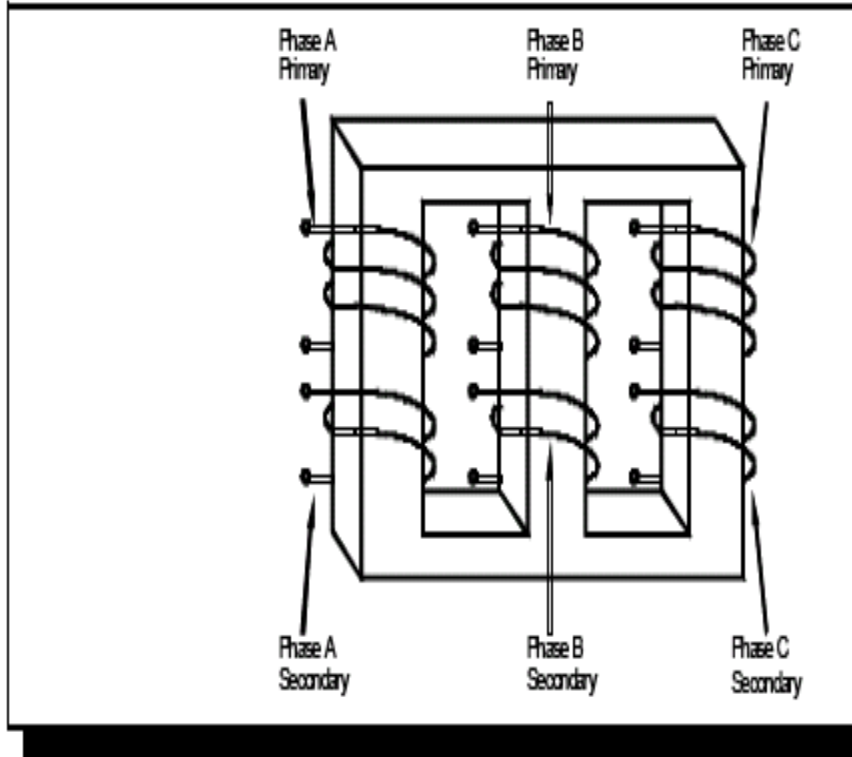 Phase A
Primary
Phase B
Primary
Phase C
Primary
Phase A
Secondary
Phase B
Secondary
Phase C
Secondary